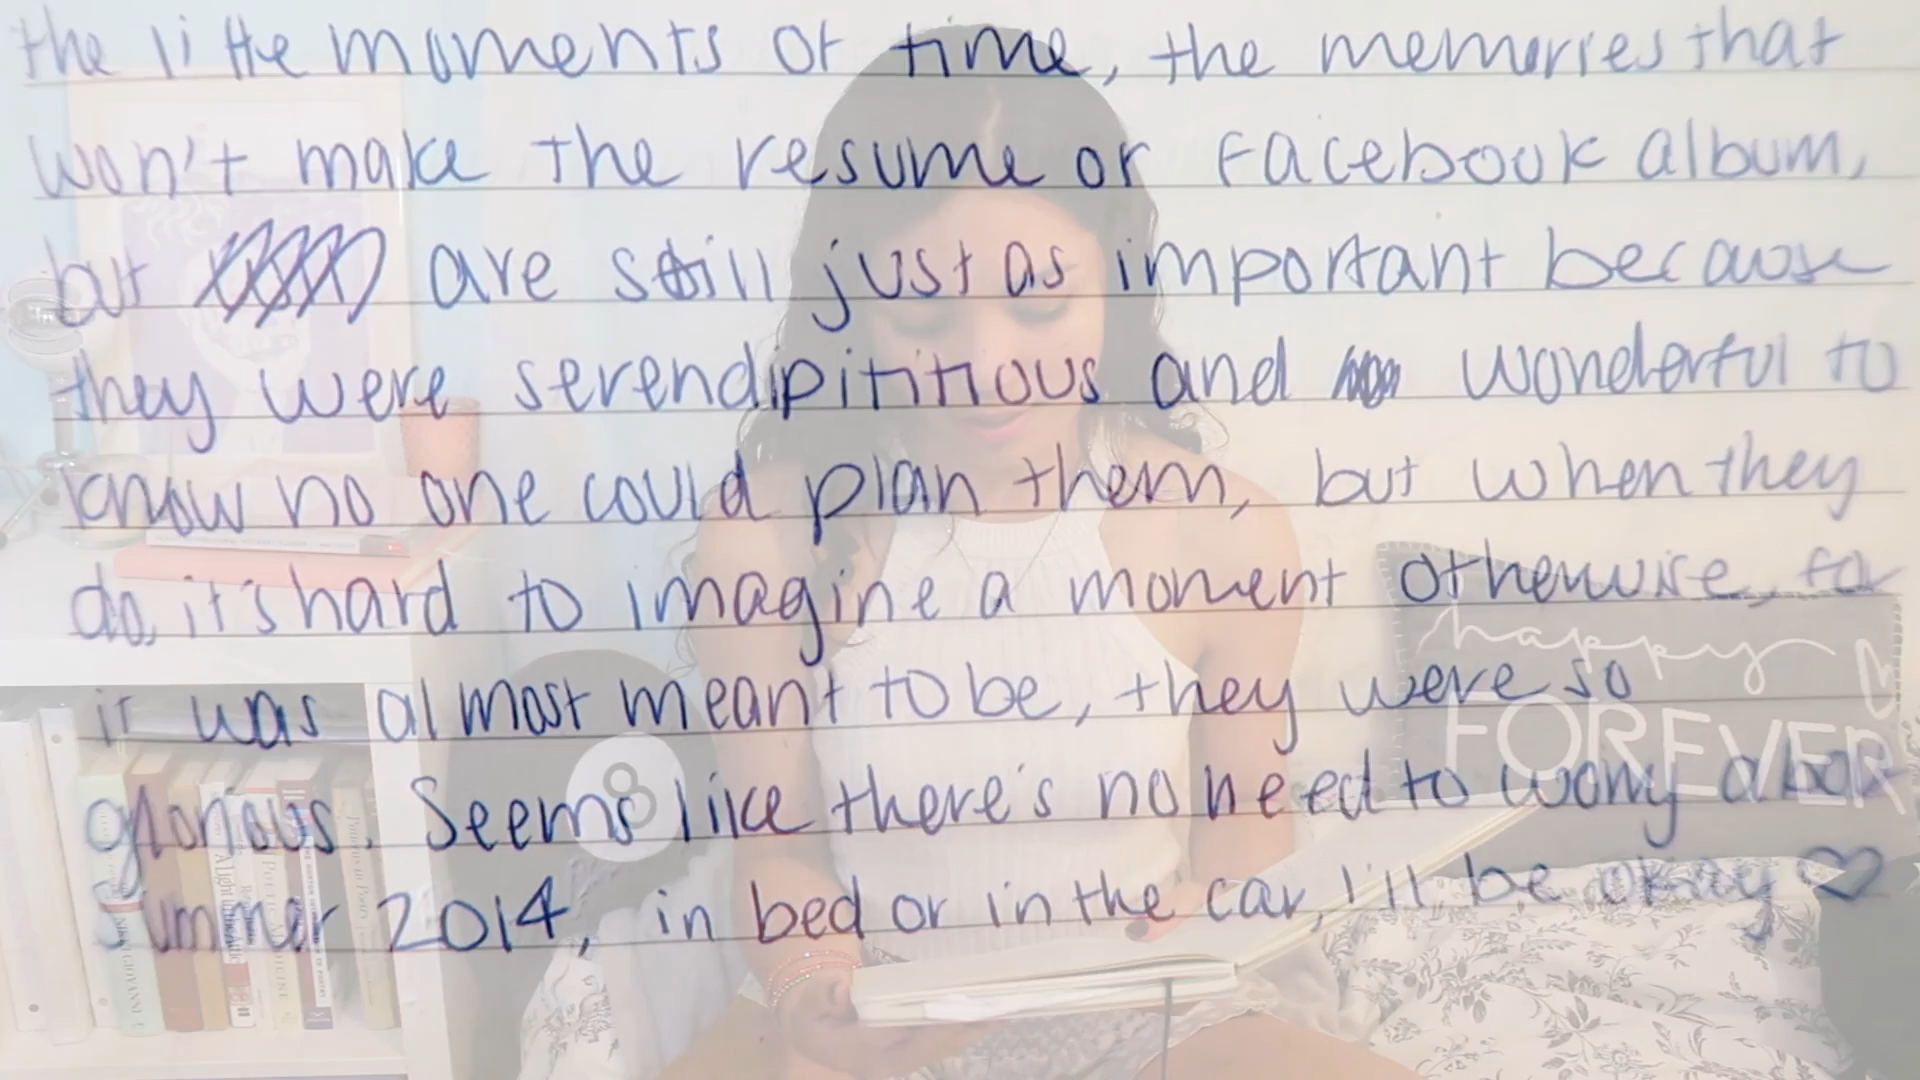 the little moments of time, the memories that
won't make the resume or Facebook album,
but are still just as important because
they were serendipititious and wonderful to
know no one could plan them, but when they
do, it's hard to imagine a moment otherwise, for
it was almost meant to be, they were so
glorious. Seems like there's no need to worry about
Summer 2014, in bed or in the car, I'll be okay ♡
happy
FOREVER
8
NIKKI GIOVANNI